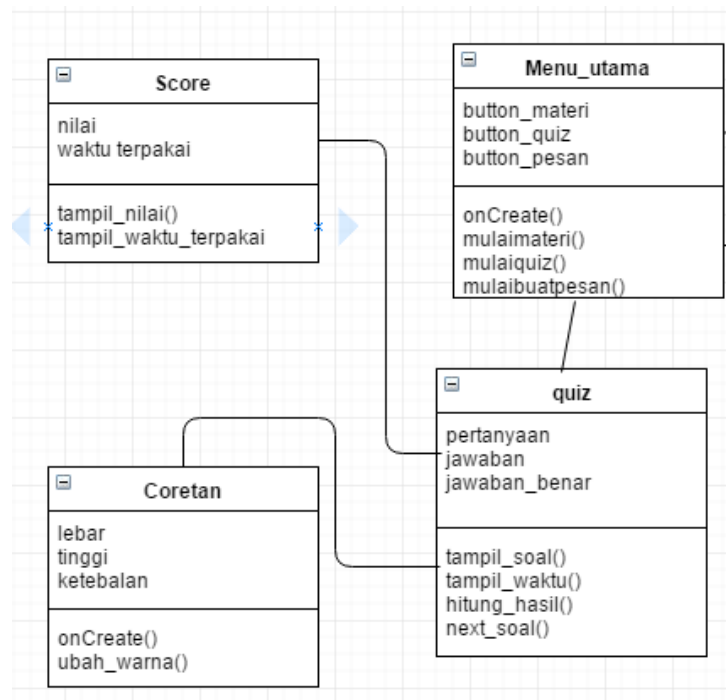 Score
nilai
waktu terpakai
tampil_nilai()
tampil_waktu_terpakai
Menu_utama
button_materi
button_quiz
button_pesan
onCreate()
mulaimateri()
mulaiquiz()
mulaibuatpesan()
quiz
pertanyaan
jawaban
jawaban_benar
tampil_soal()
tampil_waktu()
hitung_hasil()
next_soal()
Coretan
lebar
tinggi
ketebalan
onCreate()
ubah_warna()